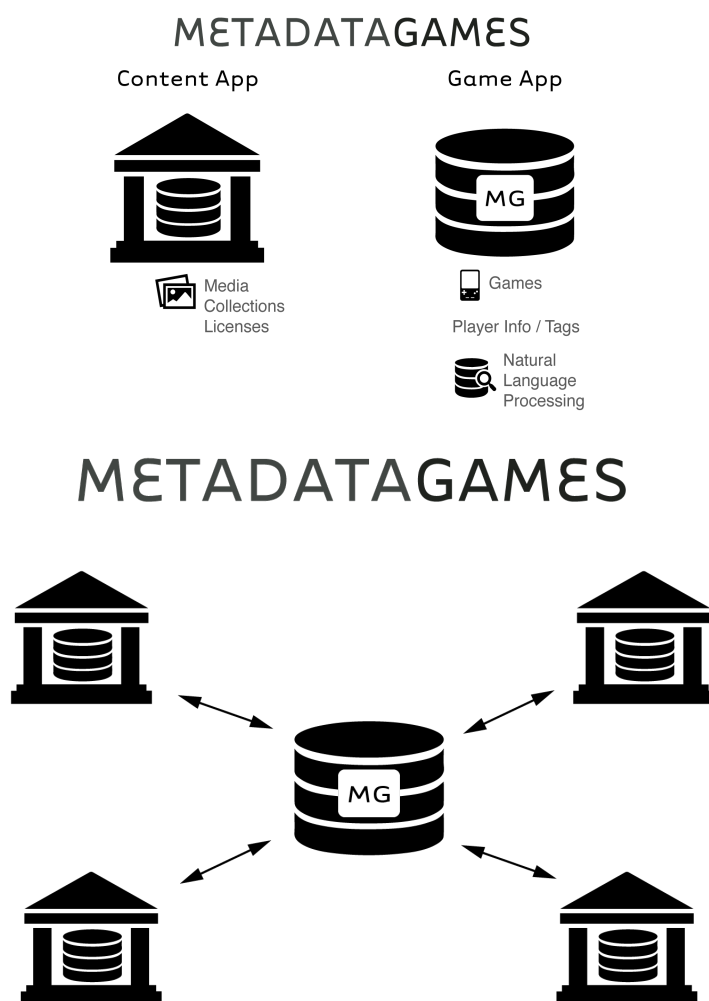 METADATAGAMES
Content App
Game App
MG
Media
Collections
Licenses
Games
Player Info / Tags
Natural
Language
Processing
METADATAGAMES
MG